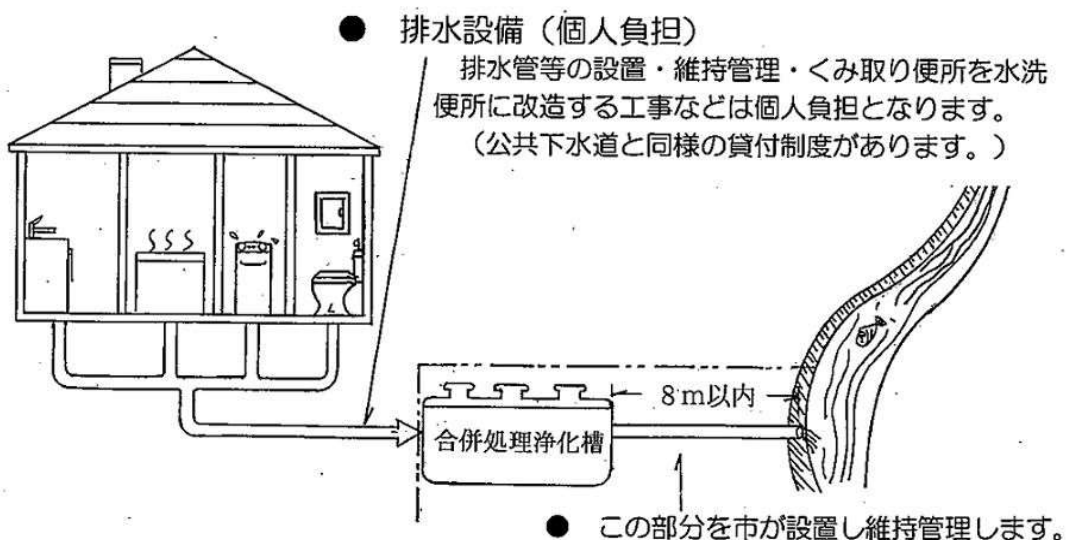 ● 排水設備（個人負担）
排水管等の設置・維持管理・くみ取り便所を水洗
便所に改造する工事などは個人負担となります。
（公共下水道と同様の貸付制度があります。）
8m以内
合併処理浄化槽
● この部分を市が設置し維持管理します。